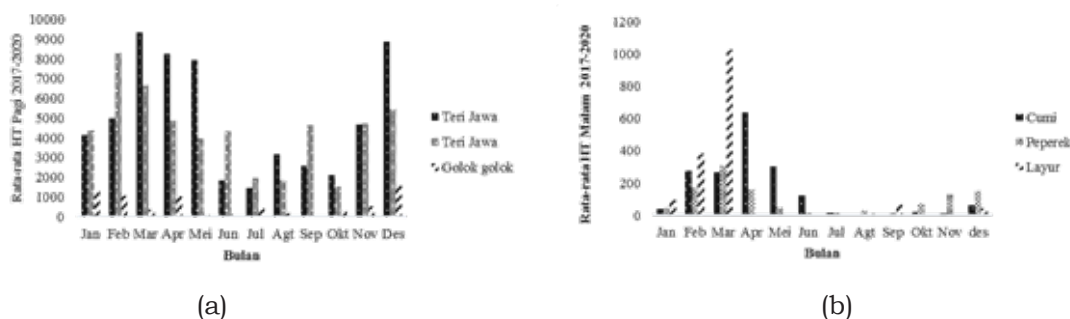 Rata-rata HT Pagi 2017-2020
10000
9000
8000
7000
6000
5000
4000
3000
2000
1000
0
Jan Feb Mar Apr Mei Jun Jul Agt Sep Okt Nov Des
Bulan
Teri Jawa
Teri Jawa
Golok golok
(a)
Rata-rata HT Malam 2017-2020
1200
1000
800
600
400
200
0
Jan Feb Mar Apr Mei Jun Jul Agt Sep Okt Nov des
Bulan
Cumi
Peperek
Layur
(b)